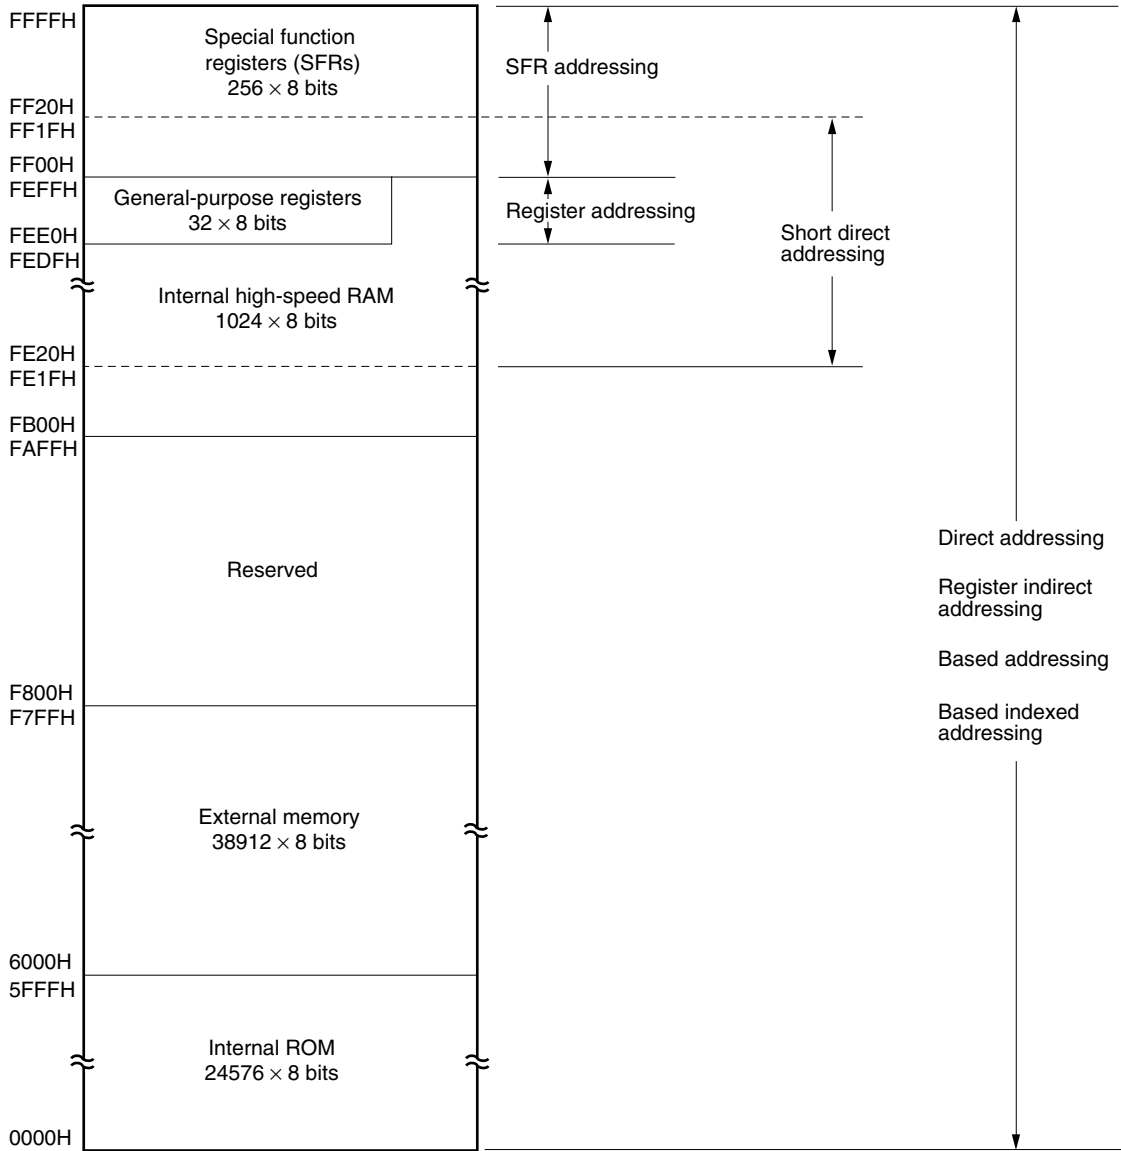 FFFFH
Special function
registers (SFRs)
256 × 8 bits
SFR addressing
FF20H
FF1FH
FF00H
FEFFH
General-purpose registers
32 × 8 bits
Register addressing
FEE0H
FEDFH
Short direct
addressing
Internal high-speed RAM
1024 × 8 bits
FE20H
FE1FH
FB00H
FAFFH
Reserved
Direct addressing
Register indirect
addressing
Based addressing
Based indexed
addressing
F800H
F7FFH
External memory
38912 × 8 bits
6000H
5FFFH
Internal ROM
24576 × 8 bits
0000H